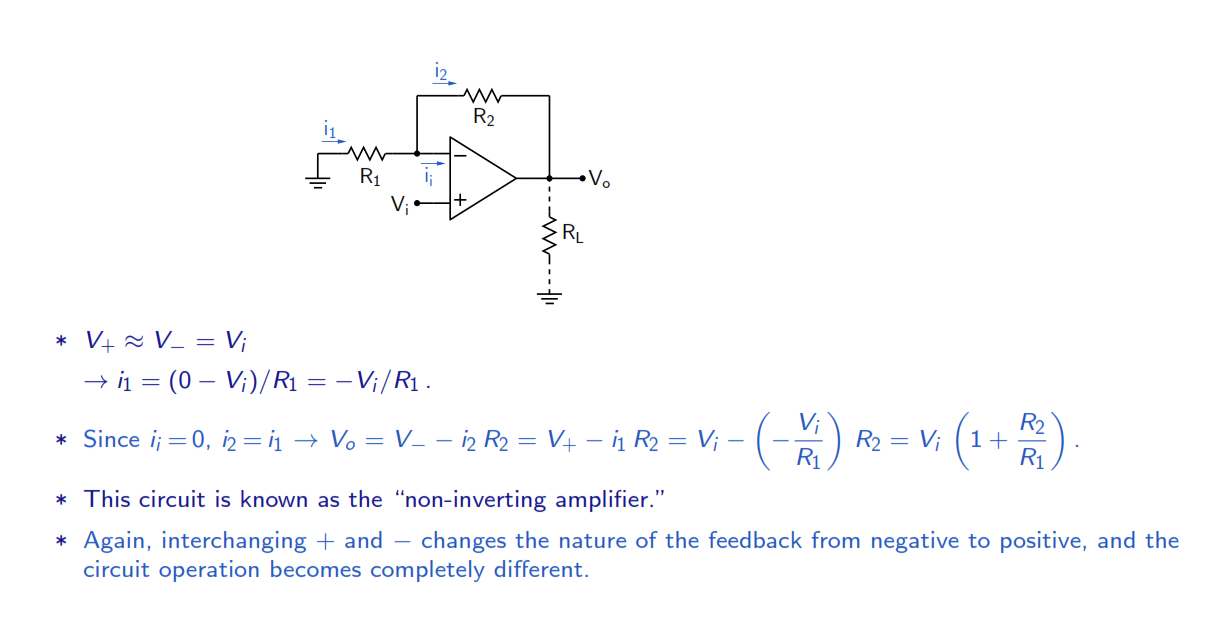 i₂
R₂
i₁
R₁
iᵢ
−
+
Vᵢ
Vₒ
R_L
* V₊ ≈ V₋ = Vᵢ
→ i₁ = (0 − Vᵢ)/R₁ = −Vᵢ/R₁ .
* Since iᵢ = 0, i₂ = i₁ → Vₒ = V₋ − i₂ R₂ = V₊ − i₁ R₂ = Vᵢ − (−Vᵢ/R₁) R₂ = Vᵢ (1 + R₂/R₁) .
* This circuit is known as the “non-inverting amplifier.”
* Again, interchanging + and − changes the nature of the feedback from negative to positive, and the
circuit operation becomes completely different.